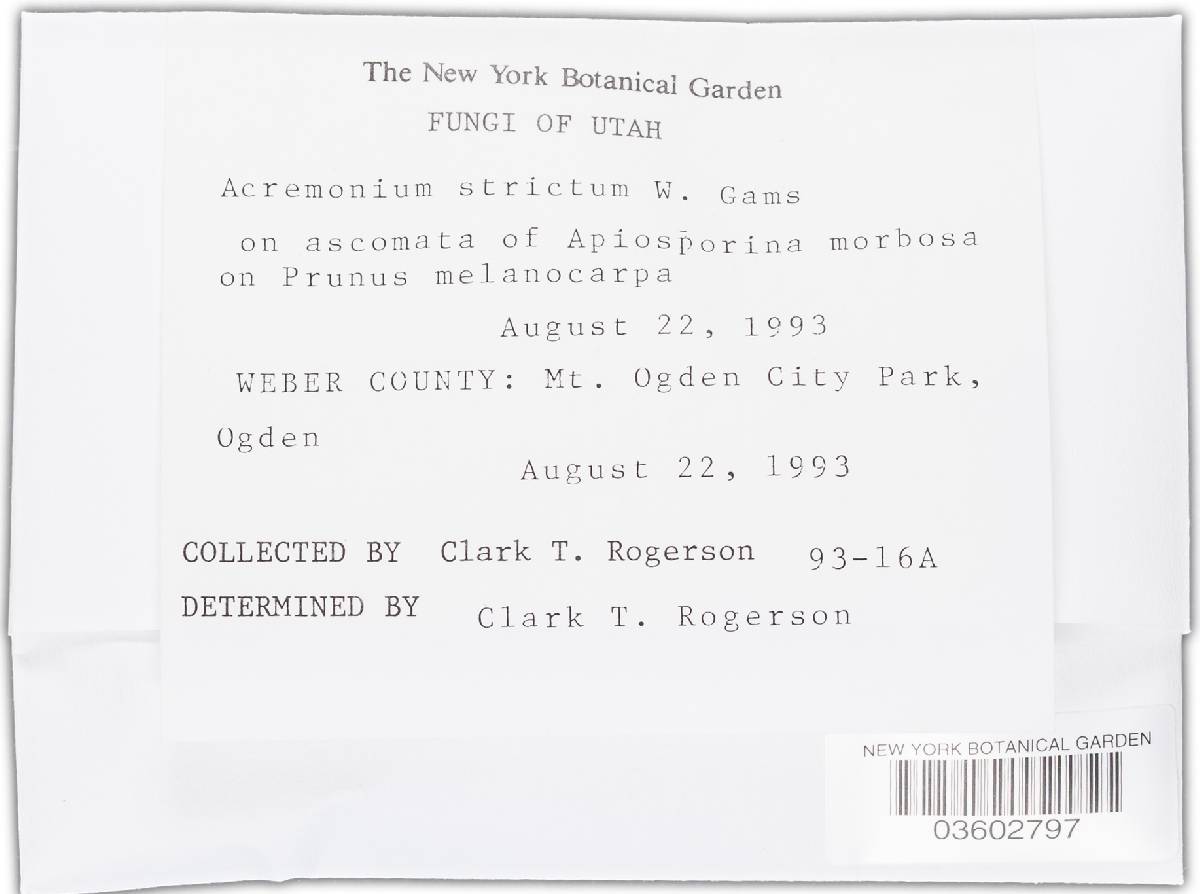 The New York Botanical Garden
FUNGI OF UTAH
Acremonium strictum W. Gams
on ascomata of Apiosporina morbosa
on Prunus melanocarpa
August 22, 1993
WEBER COUNTY: Mt. Ogden City Park,
Ogden
August 22, 1993
COLLECTED BY Clark T. Rogerson 93-16A
DETERMINED BY Clark T. Rogerson
NEW YORK BOTANICAL GARDEN
03602797